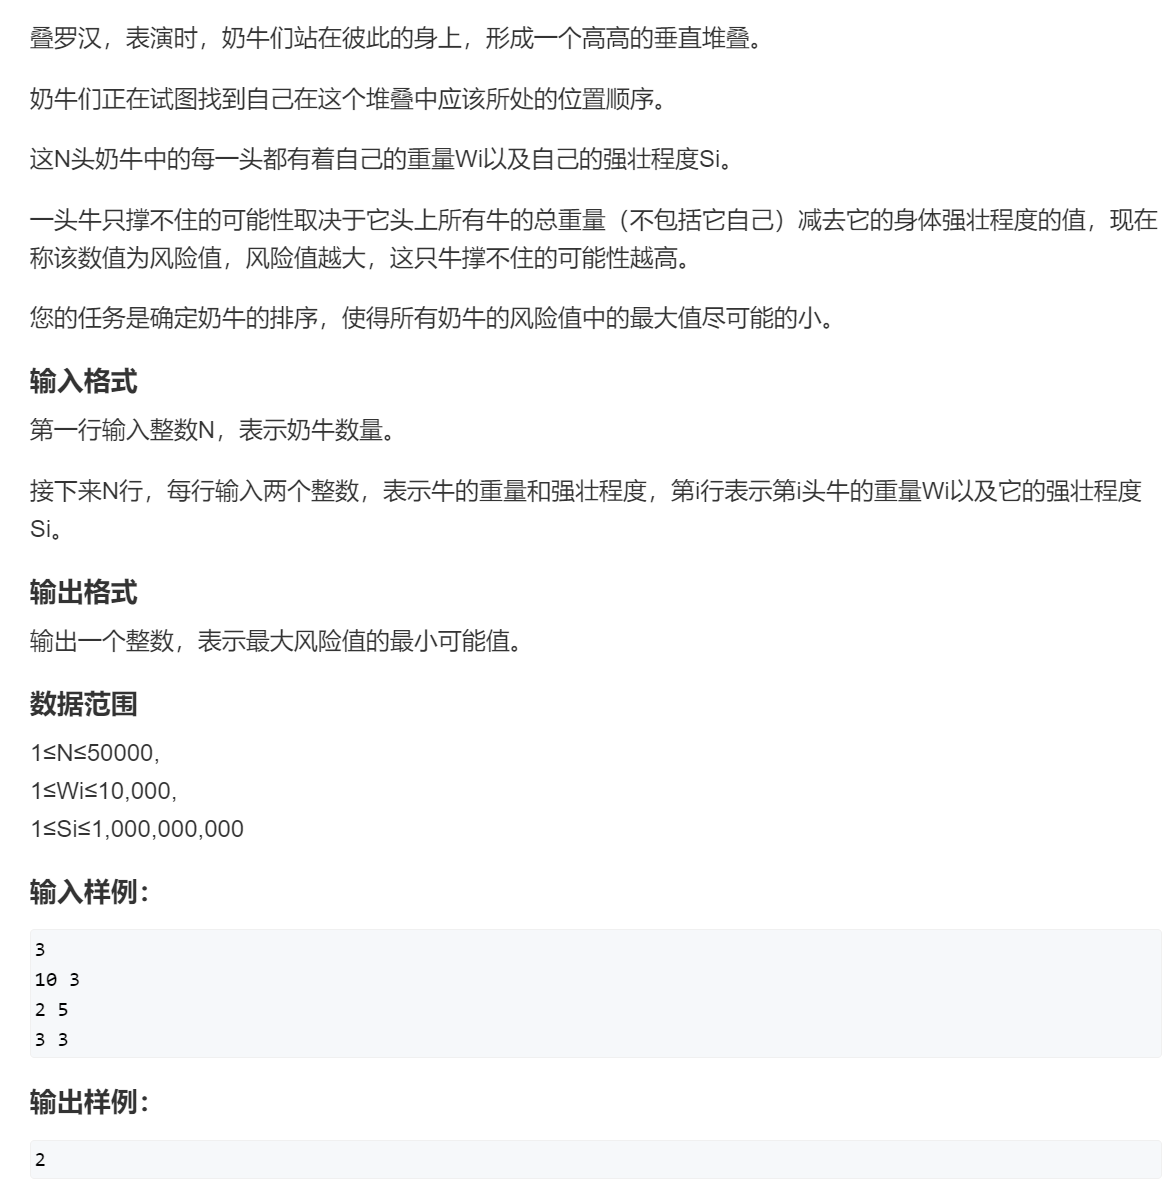 叠罗汉，表演时，奶牛们站在彼此的身上，形成一个高高的垂直堆叠。
奶牛们正在试图找到自己在这个堆叠中应该所处的位置顺序。
这N头奶牛中的每一头都有着自己的重量Wi以及自己的强壮程度Si。
一头牛只撑不住的可能性取决于它头上所有牛的总重量（不包括它自己）减去它的身体强壮程度的值，现在
称该数值为风险值，风险值越大，这只牛撑不住的可能性越高。
您的任务是确定奶牛的排序，使得所有奶牛的风险值中的最大值尽可能的小。
输入格式
第一行输入整数N，表示奶牛数量。
接下来N行，每行输入两个整数，表示牛的重量和强壮程度，第i行表示第i头牛的重量Wi以及它的强壮程度
Si。
输出格式
输出一个整数，表示最大风险值的最小可能值。
数据范围
1≤N≤50000,
1≤Wi≤10,000,
1≤Si≤1,000,000,000
输入样例：
3
10 3
2 5
3 3
输出样例：
2